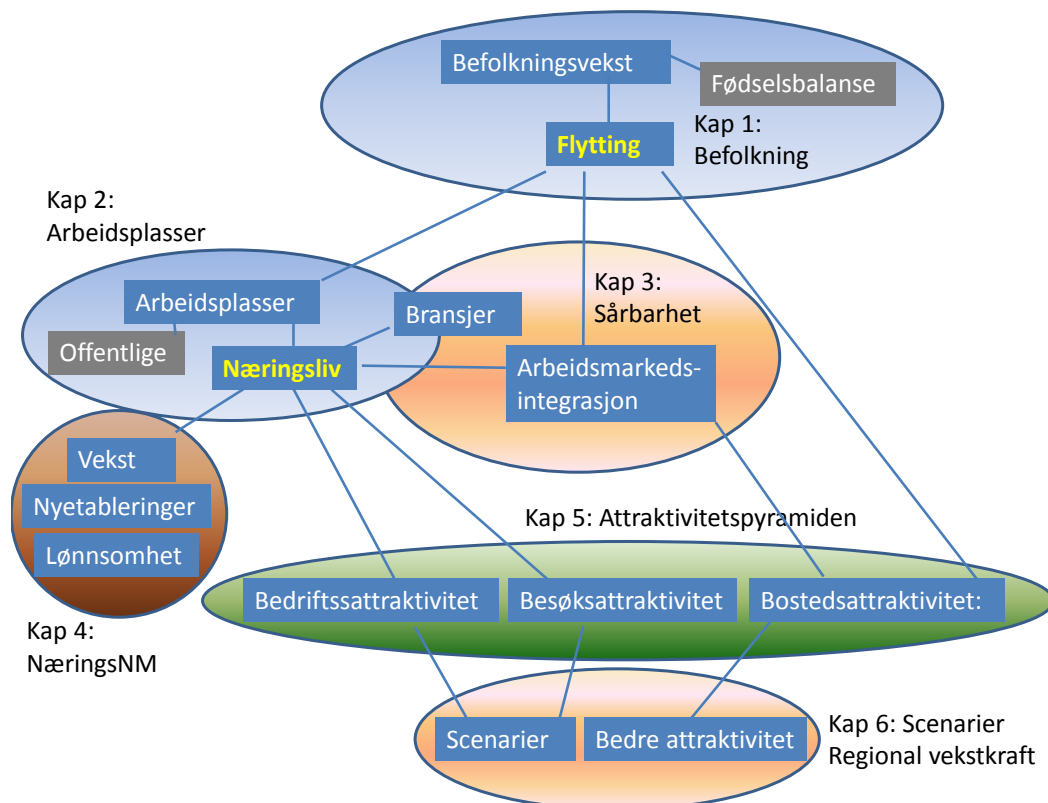 Befolkningsvekst
Fødselsbalanse
Kap 1:
Befolkning
Flytting
Kap 2:
Arbeidsplasser
Arbeidsplasser
Bransjer
Kap 3:
Sårbarhet
Offentlige
Næringsliv
Arbeidsmarkeds-
integrasjon
Vekst
Nyetableringer
Lønnsomhet
Kap 4:
NæringsNM
Kap 5: Attraktivitetspyramiden
Bedriftssattraktivitet
Besøksattraktivitet
Bostedsattraktivitet:
Scenarier
Bedre attraktivitet
Kap 6: Scenarier
Regional vekstkraft